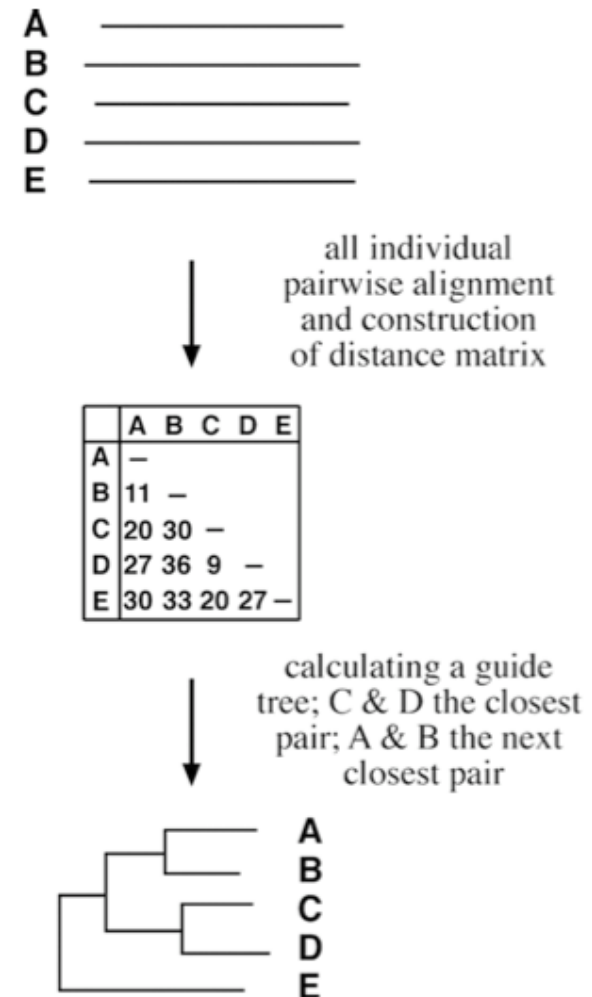 A
B
C
D
E
all individual
pairwise alignment
and construction
of distance matrix
A B C D E
A –
B 11 –
C 20 30 –
D 27 36 9 –
E 30 33 20 27 –
calculating a guide
tree; C & D the closest
pair; A & B the next
closest pair
A
B
C
D
E